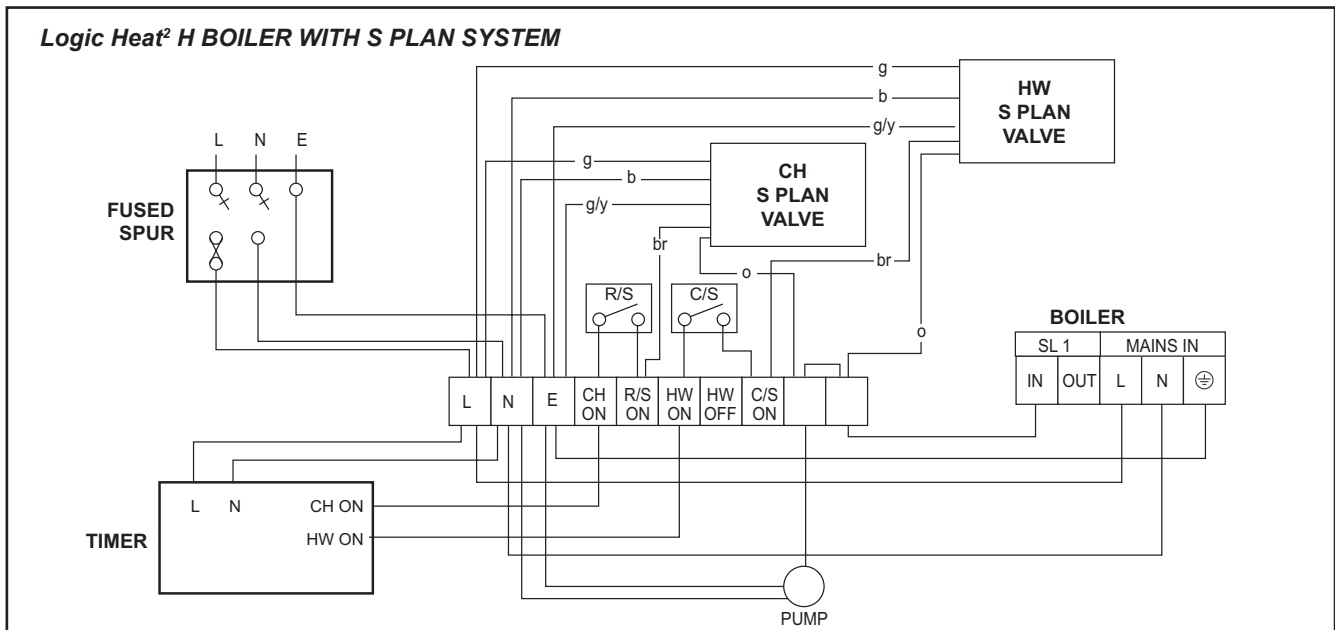 Logic Heat² H BOILER WITH S PLAN SYSTEM
g
HW
S PLAN
VALVE
b
g/y
L N E
g
CH
S PLAN
VALVE
b
FUSED
SPUR
g/y
br
br
o
R/S
C/S
o
BOILER
SL 1 MAINS IN
IN OUT L N
L N E CH ON R/S ON HW ON HW OFF C/S ON
L N CH ON
TIMER
HW ON
PUMP